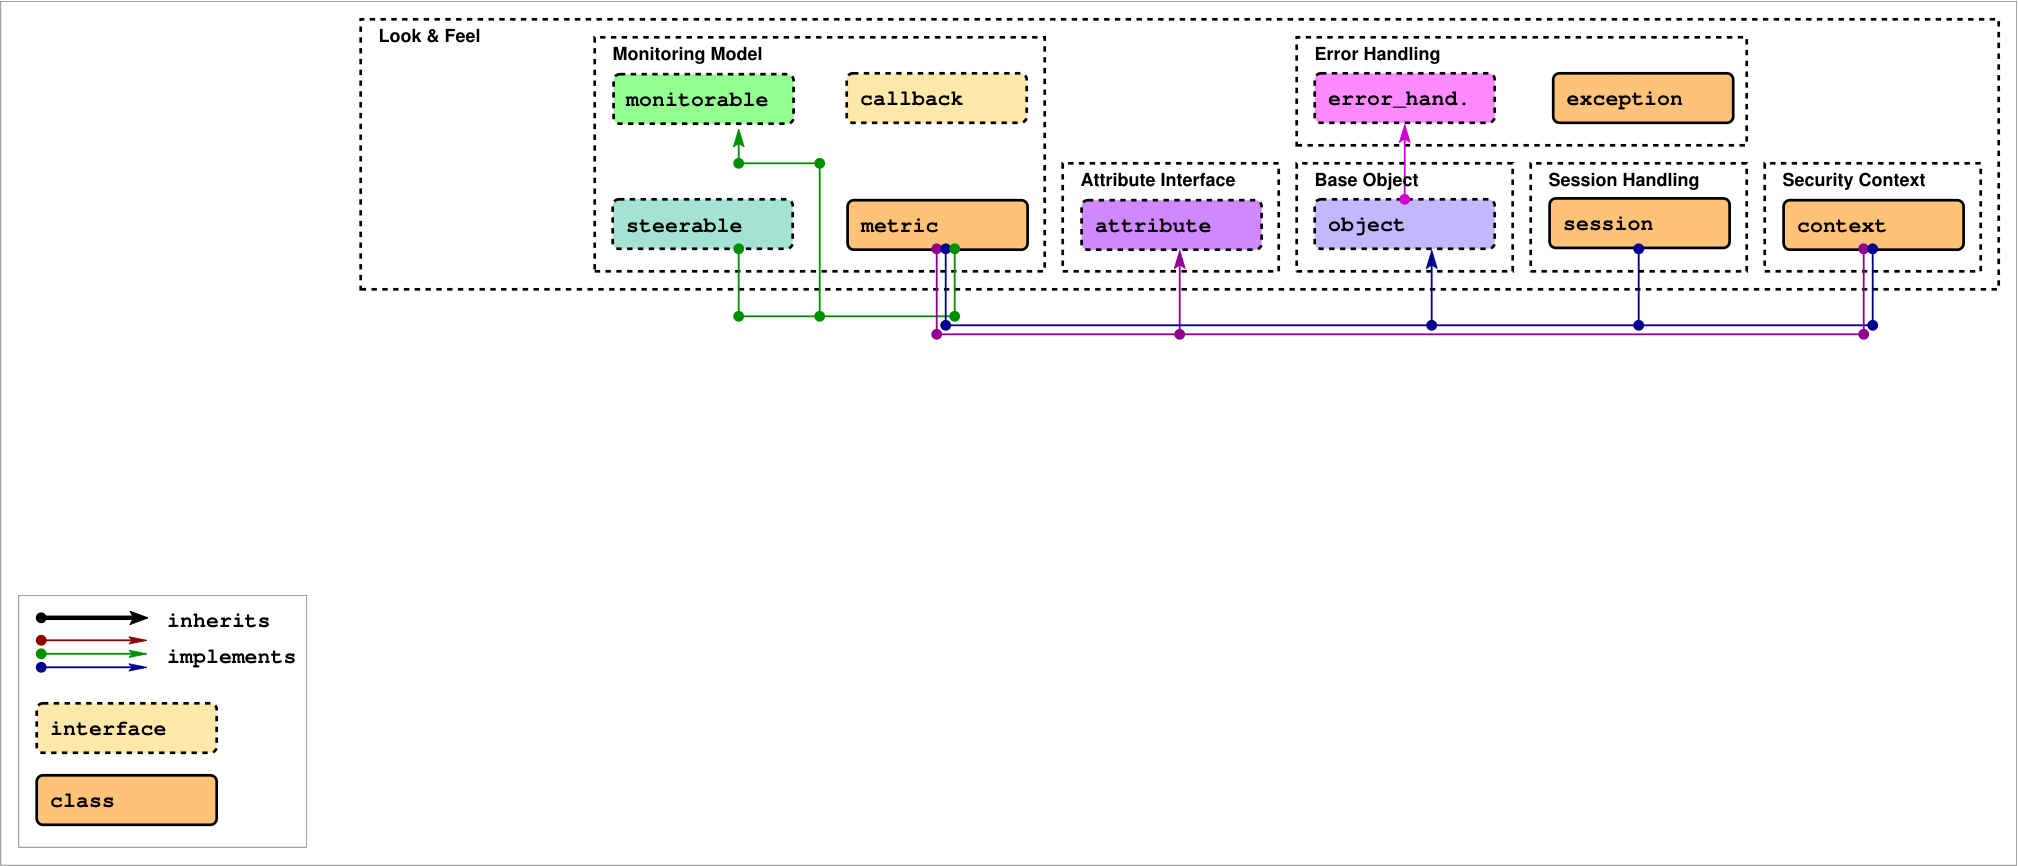 Look & Feel
Monitoring Model
Error Handling
monitorable
callback
error_hand.
exception
Attribute Interface
Base Object
Session Handling
Security Context
steerable
metric
attribute
object
session
context
inherits
implements
interface
class